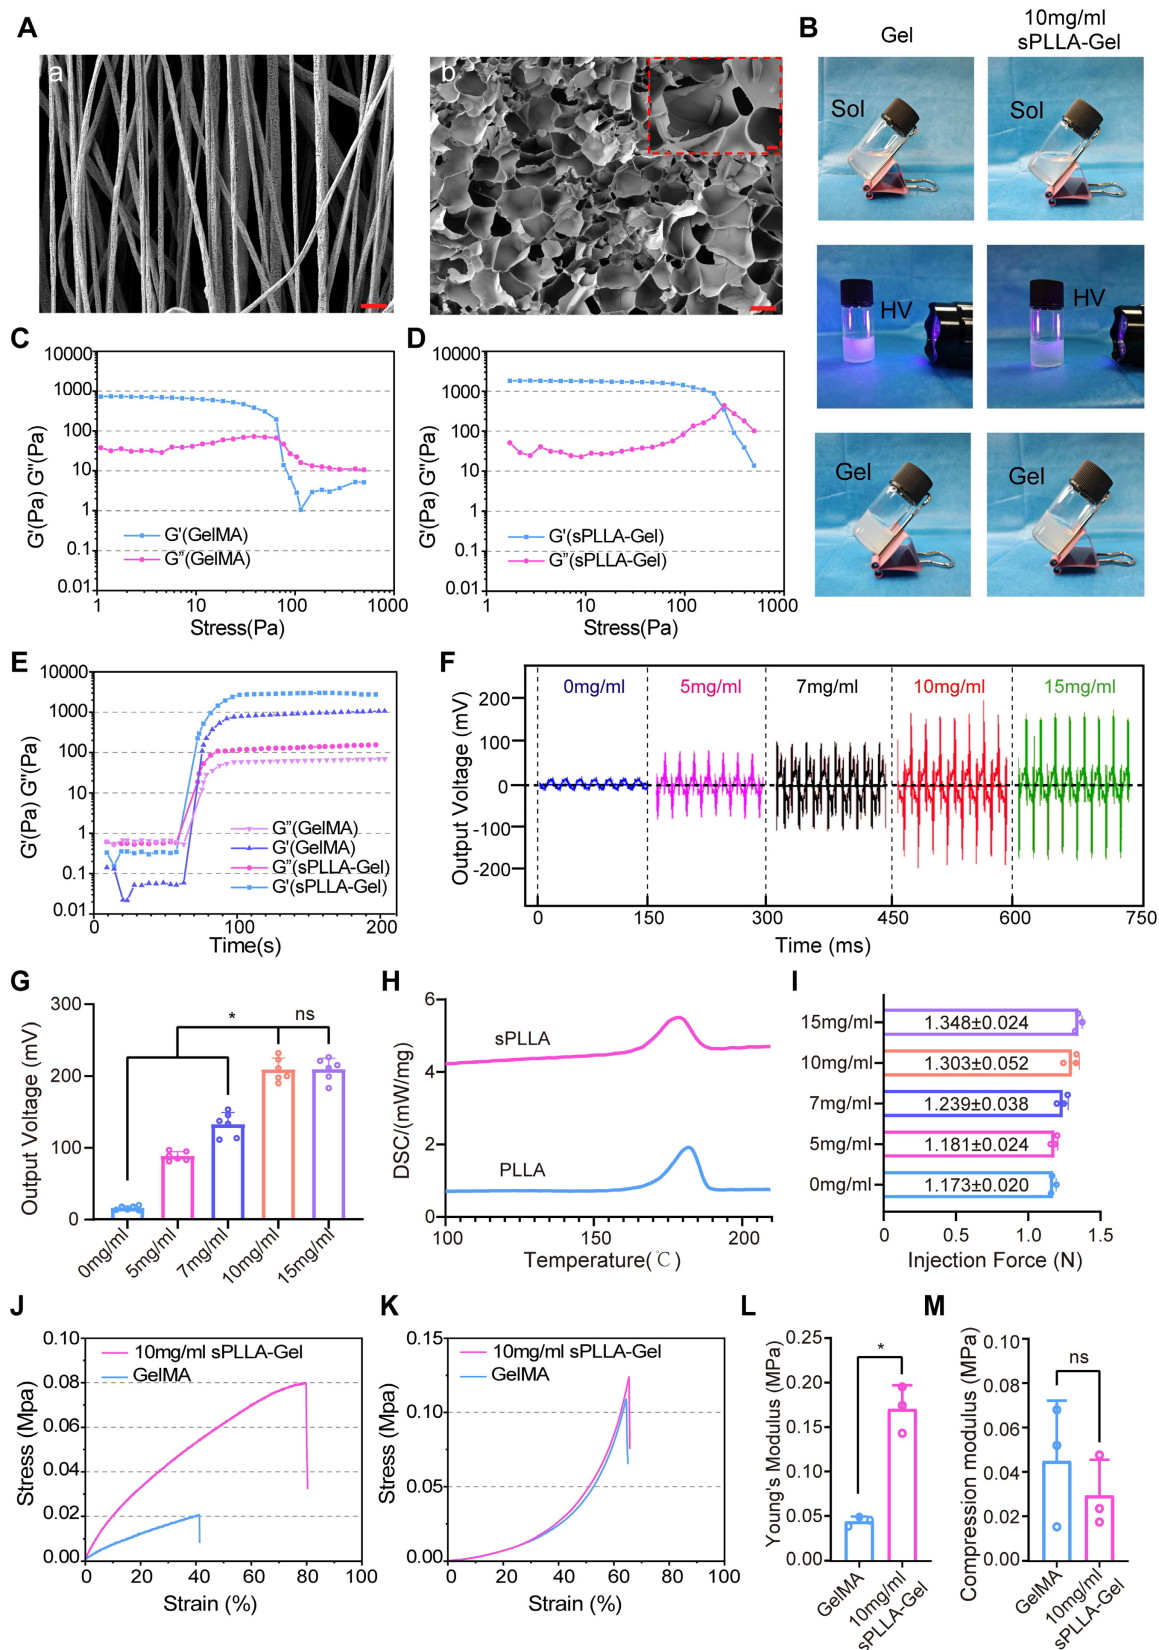 A
a
b
B
Gel
10mg/ml
sPLLA-Gel
Sol
Sol
HV
HV
Gel
Gel
C
10000
1000
100
10
1
0.1
0.01
G'(Pa) G"(Pa)
G'(GelMA)
G"(GelMA)
1
10
100
1000
Stress(Pa)
D
10000
1000
100
10
1
0.1
0.01
G'(Pa) G"(Pa)
G'(sPLLA-Gel)
G"(sPLLA-Gel)
1
10
100
1000
Stress(Pa)
E
10000
1000
100
10
1
0.1
0.01
G'(Pa) G"(Pa)
G"(GelMA)
G'(GelMA)
G"(sPLLA-Gel)
G'(sPLLA-Gel)
0
100
200
Time(s)
F
Output Voltage (mV)
200
100
0
-100
-200
0mg/ml
5mg/ml
7mg/ml
10mg/ml
15mg/ml
0
150
300
450
600
750
Time (ms)
G
Output Voltage (mV)
300
200
100
0
*
ns
0mg/ml
5mg/ml
7mg/ml
10mg/ml
15mg/ml
H
DSC/(mW/mg)
6
4
2
0
sPLLA
PLLA
100
150
200
Temperature(℃)
I
15mg/ml
1.348±0.024
10mg/ml
1.303±0.052
7mg/ml
1.239±0.038
5mg/ml
1.181±0.024
0mg/ml
1.173±0.020
0
0.5
1.0
1.5
Injection Force (N)
J
Stress (Mpa)
0.10
0.08
0.06
0.04
0.02
0.00
10mg/ml sPLLA-Gel
GelMA
0
20
40
60
80
100
Strain (%)
K
Stress (Mpa)
0.15
0.10
0.05
0.00
10mg/ml sPLLA-Gel
GelMA
0
20
40
60
80
100
Strain (%)
L
Young's Modulus (MPa)
0.25
0.20
0.15
0.10
0.05
0.00
*
GelMA
10mg/ml
sPLLA-Gel
M
Compression modulus (MPa)
0.10
0.08
0.06
0.04
0.02
0.00
ns
GelMA
10mg/ml
sPLLA-Gel